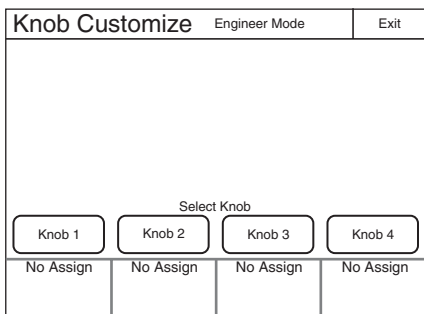 Knob Customize Engineer Mode Exit
Select Knob
Knob 1 Knob 2 Knob 3 Knob 4
No Assign No Assign No Assign No Assign